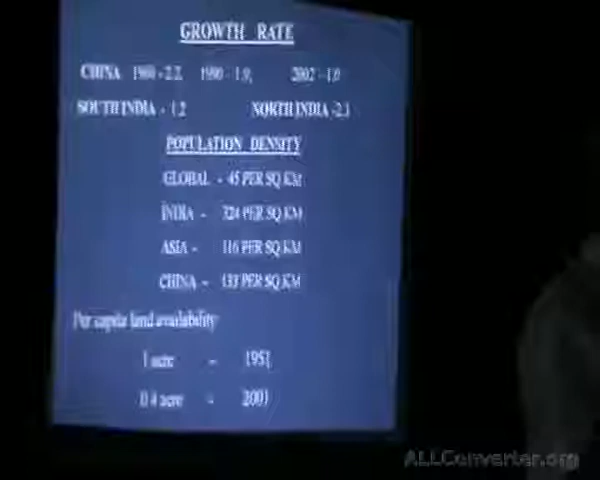 GROWTH RATE
CHINA 1980 - 2.2, 1990 - 1.9, 2002 - 1.0
SOUTH INDIA - 1.2 NORTH INDIA -2.1
POPULATION DENSITY
GLOBAL - 45 PER SQ KM
INDIA - 324 PER SQ KM
ASIA - 116 PER SQ KM
CHINA - 133 PER SQ KM
Per capita land availability
1 acre - 1951
0.4 acre - 2001
ALLConverter.org